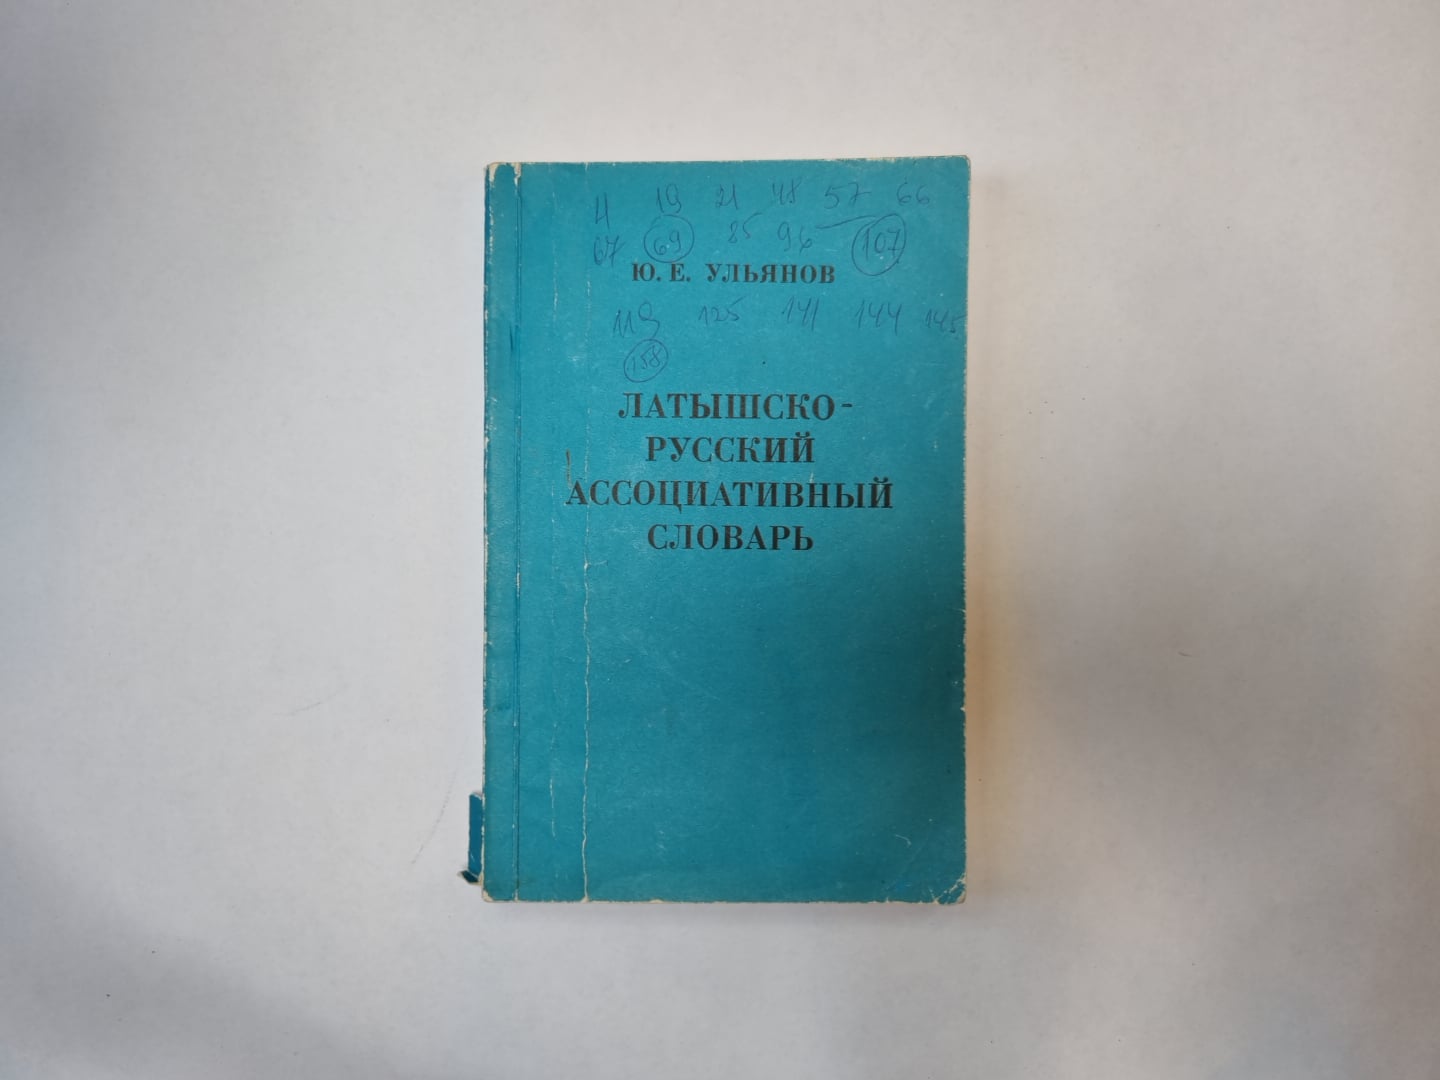 4 19 21 48 57 66
67 69 85 96 107
Ю. Е. УЛЬЯНОВ
119 125 141 144 145
158
ЛАТЫШСКО-
РУССКИЙ
АССОЦИАТИВНЫЙ
СЛОВАРЬ